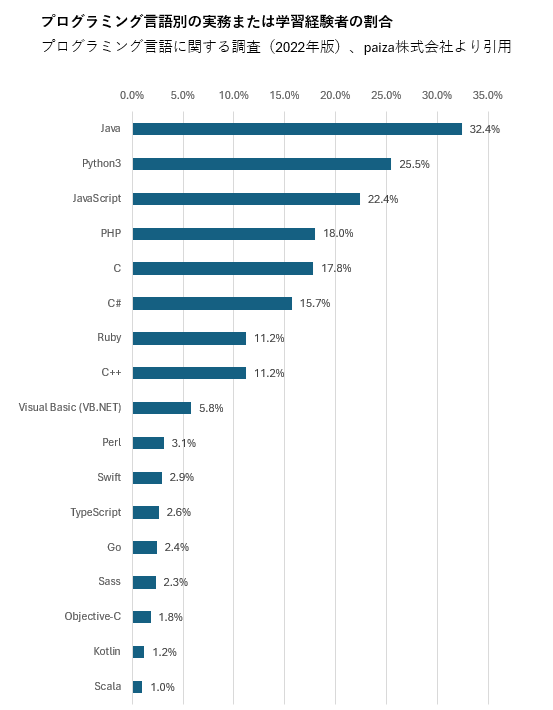 プログラミング言語別の実務または学習経験者の割合
プログラミング言語に関する調査（2022年版）、paiza株式会社より引用
0.0% 5.0% 10.0% 15.0% 20.0% 25.0% 30.0% 35.0%
Java 32.4%
Python3 25.5%
JavaScript 22.4%
PHP 18.0%
C 17.8%
C# 15.7%
Ruby 11.2%
C++ 11.2%
Visual Basic (VB.NET) 5.8%
Perl 3.1%
Swift 2.9%
TypeScript 2.6%
Go 2.4%
Sass 2.3%
Objective-C 1.8%
Kotlin 1.2%
Scala 1.0%